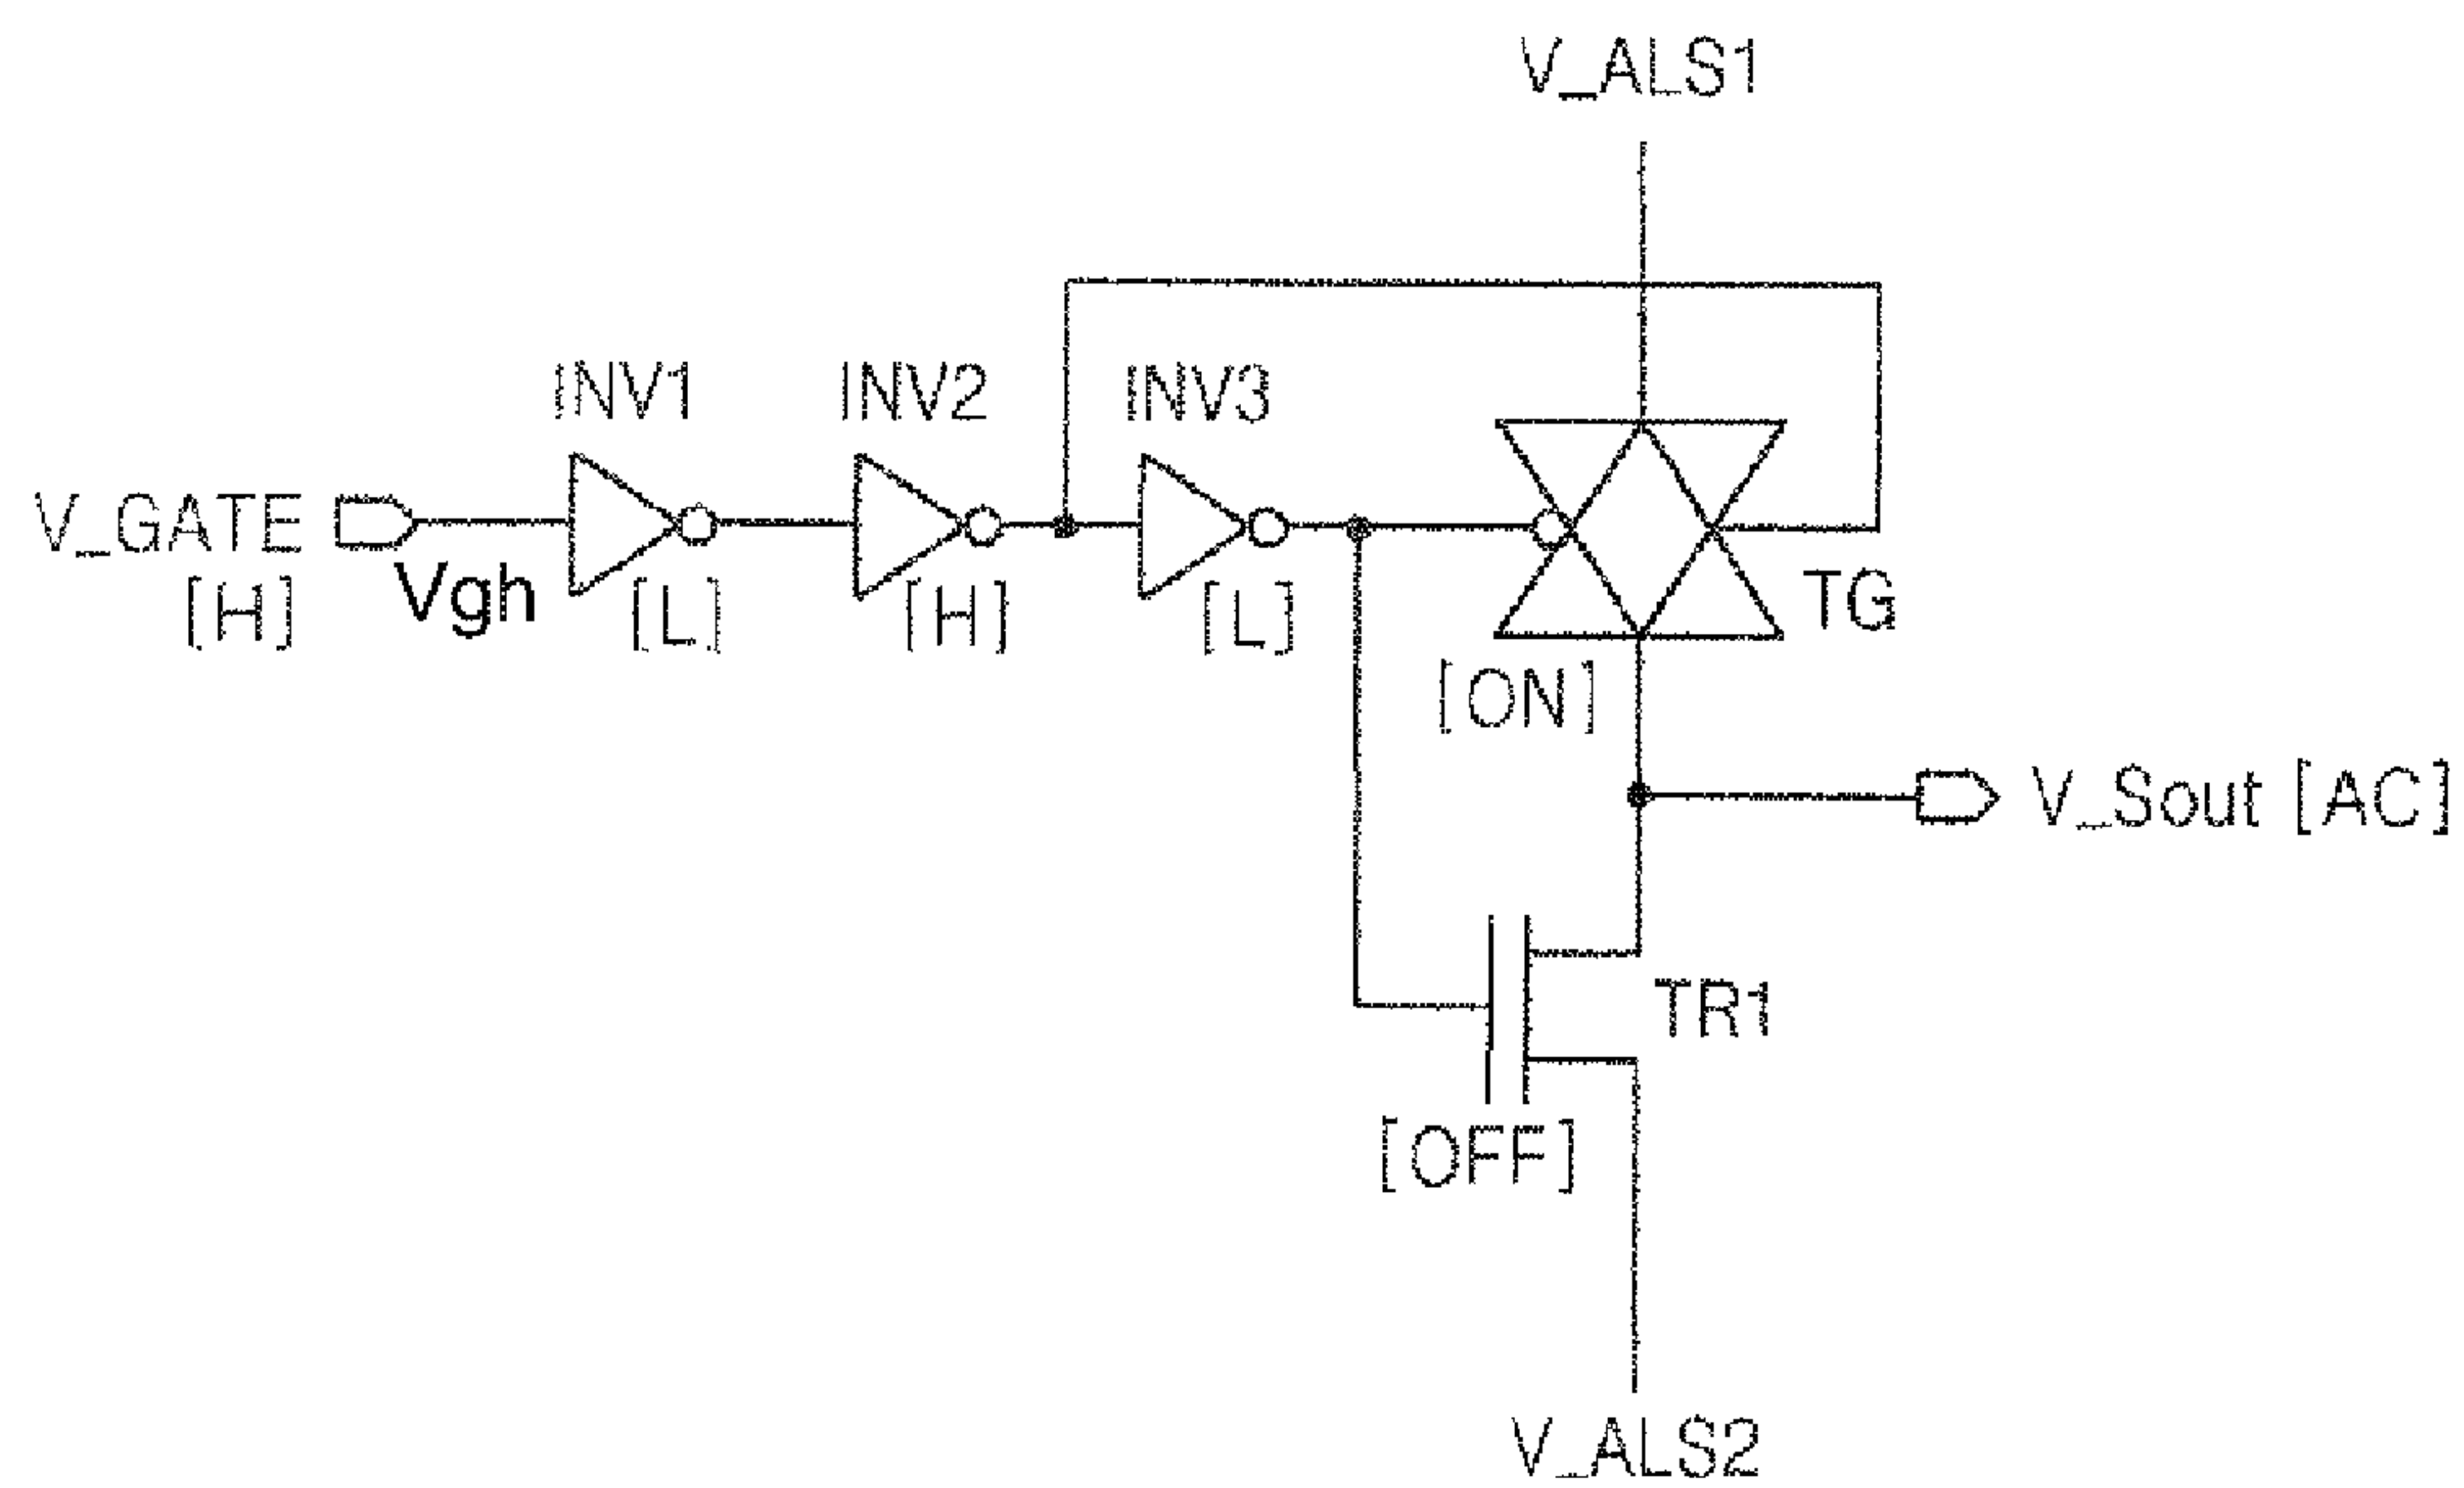 V_ALS1
INV1
INV2
INV3
V_GATE
[H]
Vgh
[L]
[H]
[L]
TG
[ON]
V_Sout [AC]
TR1
[OFF]
V_ALS2